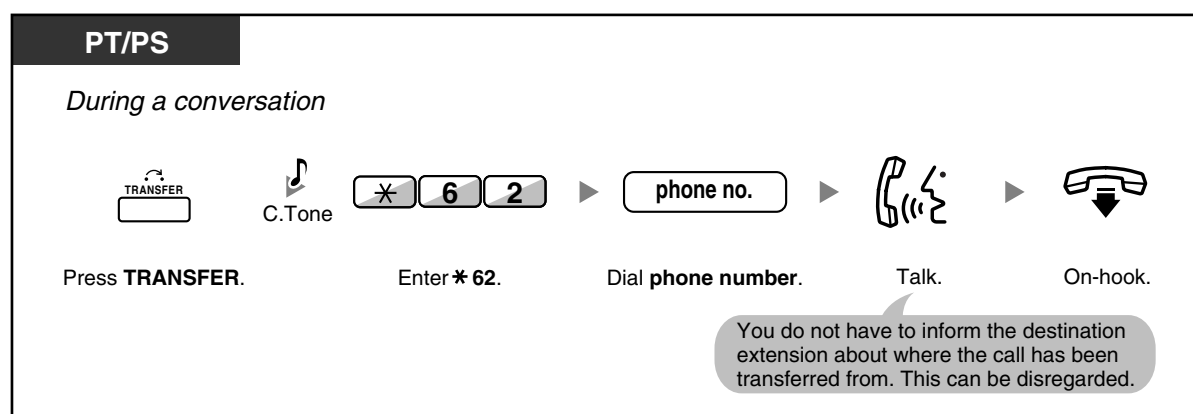 PT/PS
During a conversation
TRANSFER
C.Tone
* 6 2
phone no.
Press TRANSFER.
Enter * 62.
Dial phone number.
Talk.
On-hook.
You do not have to inform the destination
extension about where the call has been
transferred from. This can be disregarded.